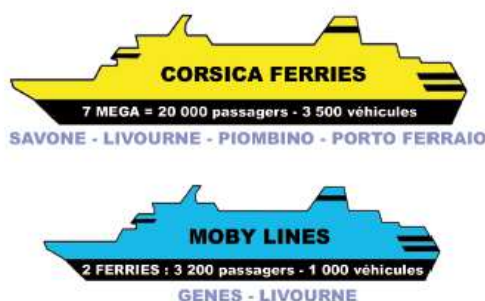 CORSICA FERRIES
7 MEGA = 20 000 passagers - 3 500 véhicules
SAVONE - LIVOURNE - PIOMBINO - PORTO FERRAIO
MOBY LINES
2 FERRIES : 3 200 passagers - 1 000 véhicules
GENES - LIVOURNE